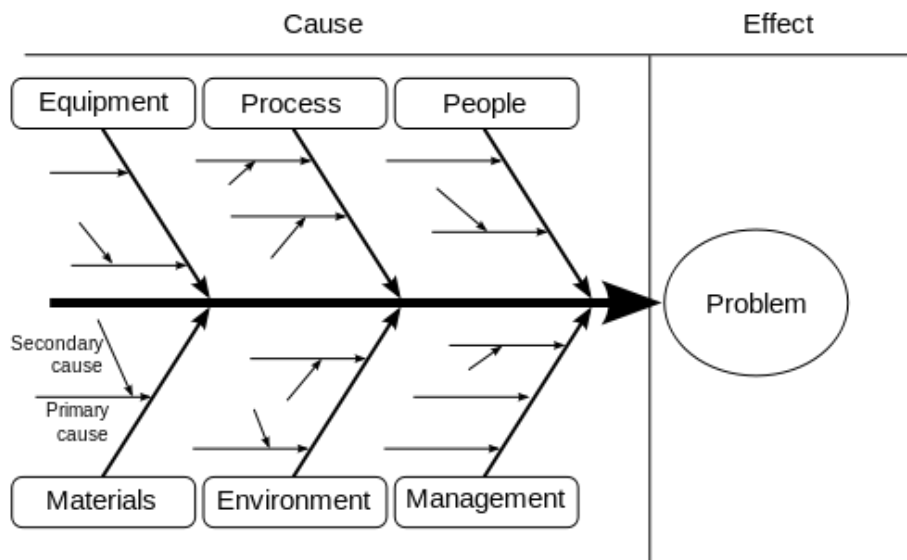 Cause
Effect
Equipment
Process
People
Problem
Secondary
cause
Primary
cause
Materials
Environment
Management